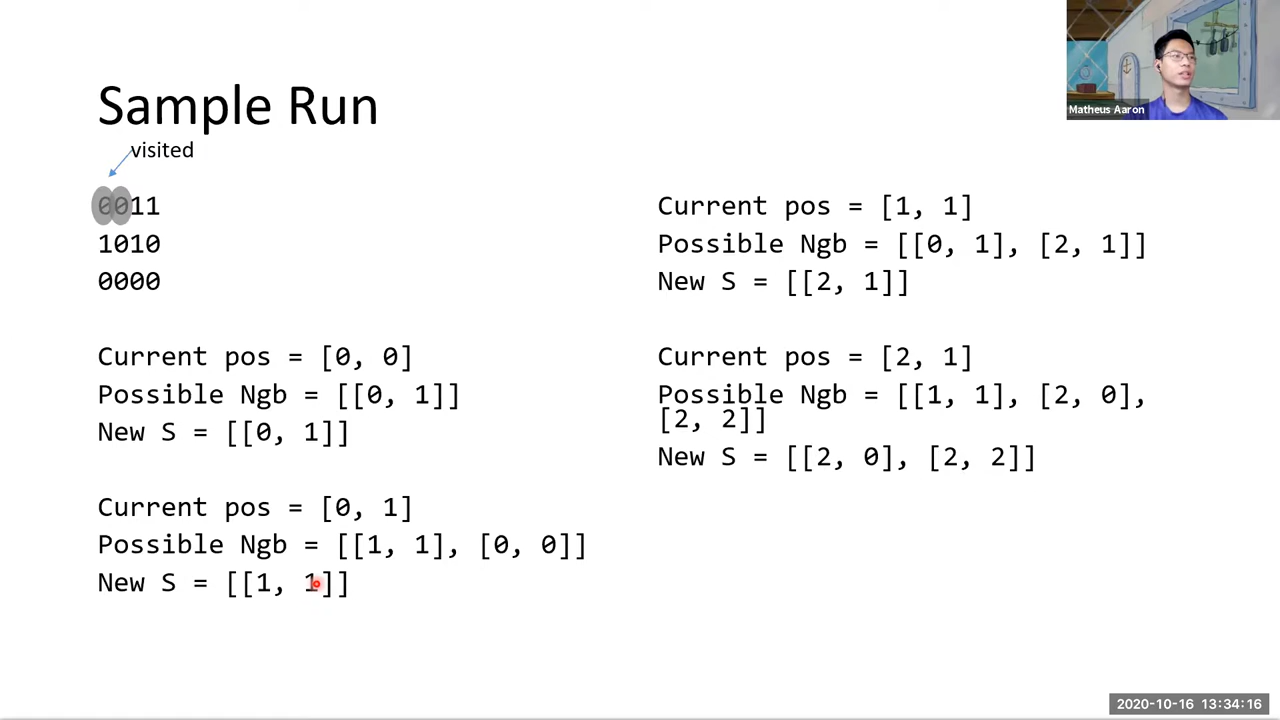 Sample Run
visited
0011
1010
0000
Current pos = [0, 0]
Possible Ngb = [[0, 1]]
New S = [[0, 1]]
Current pos = [0, 1]
Possible Ngb = [[1, 1], [0, 0]]
New S = [[1, 1]]
Current pos = [1, 1]
Possible Ngb = [[0, 1], [2, 1]]
New S = [[2, 1]]
Current pos = [2, 1]
Possible Ngb = [[1, 1], [2, 0],
[2, 2]]
New S = [[2, 0], [2, 2]]
Matheus Aaron
2020-10-16 13:34:16